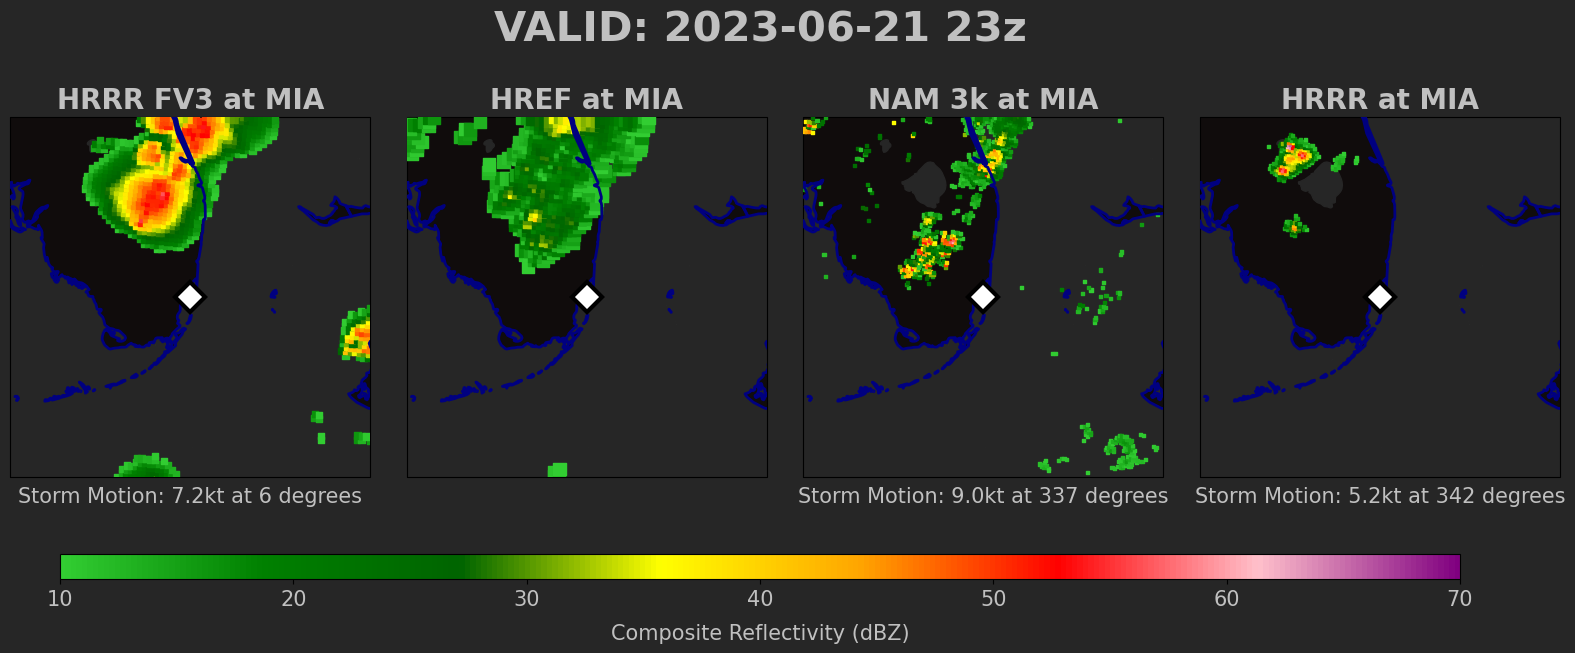 VALID: 2023-06-21 23z
HRRR FV3 at MIA
HREF at MIA
NAM 3k at MIA
HRRR at MIA
Storm Motion: 7.2kt at 6 degrees
Storm Motion: 9.0kt at 337 degrees
Storm Motion: 5.2kt at 342 degrees
10 20 30 40 50 60 70
Composite Reflectivity (dBZ)